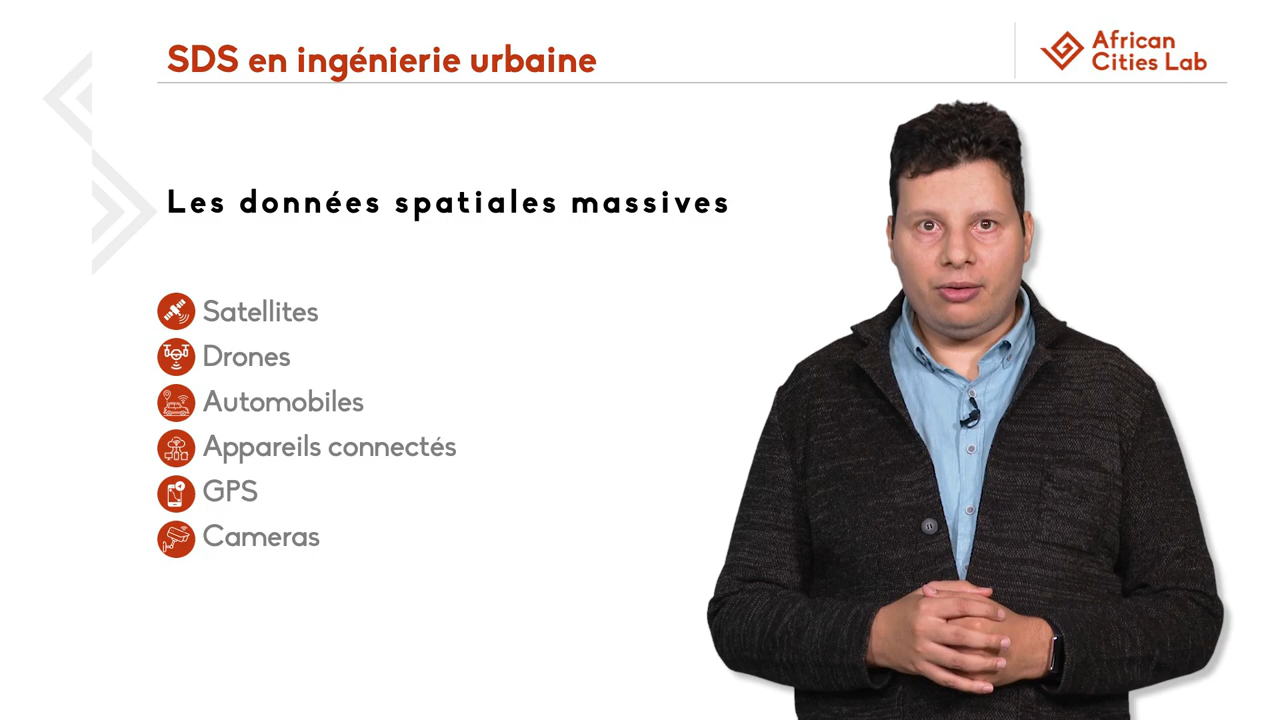 SDS en ingénierie urbaine
African
Cities Lab
Les données spatiales massives
Satellites
Drones
Automobiles
Appareils connectés
GPS
Cameras